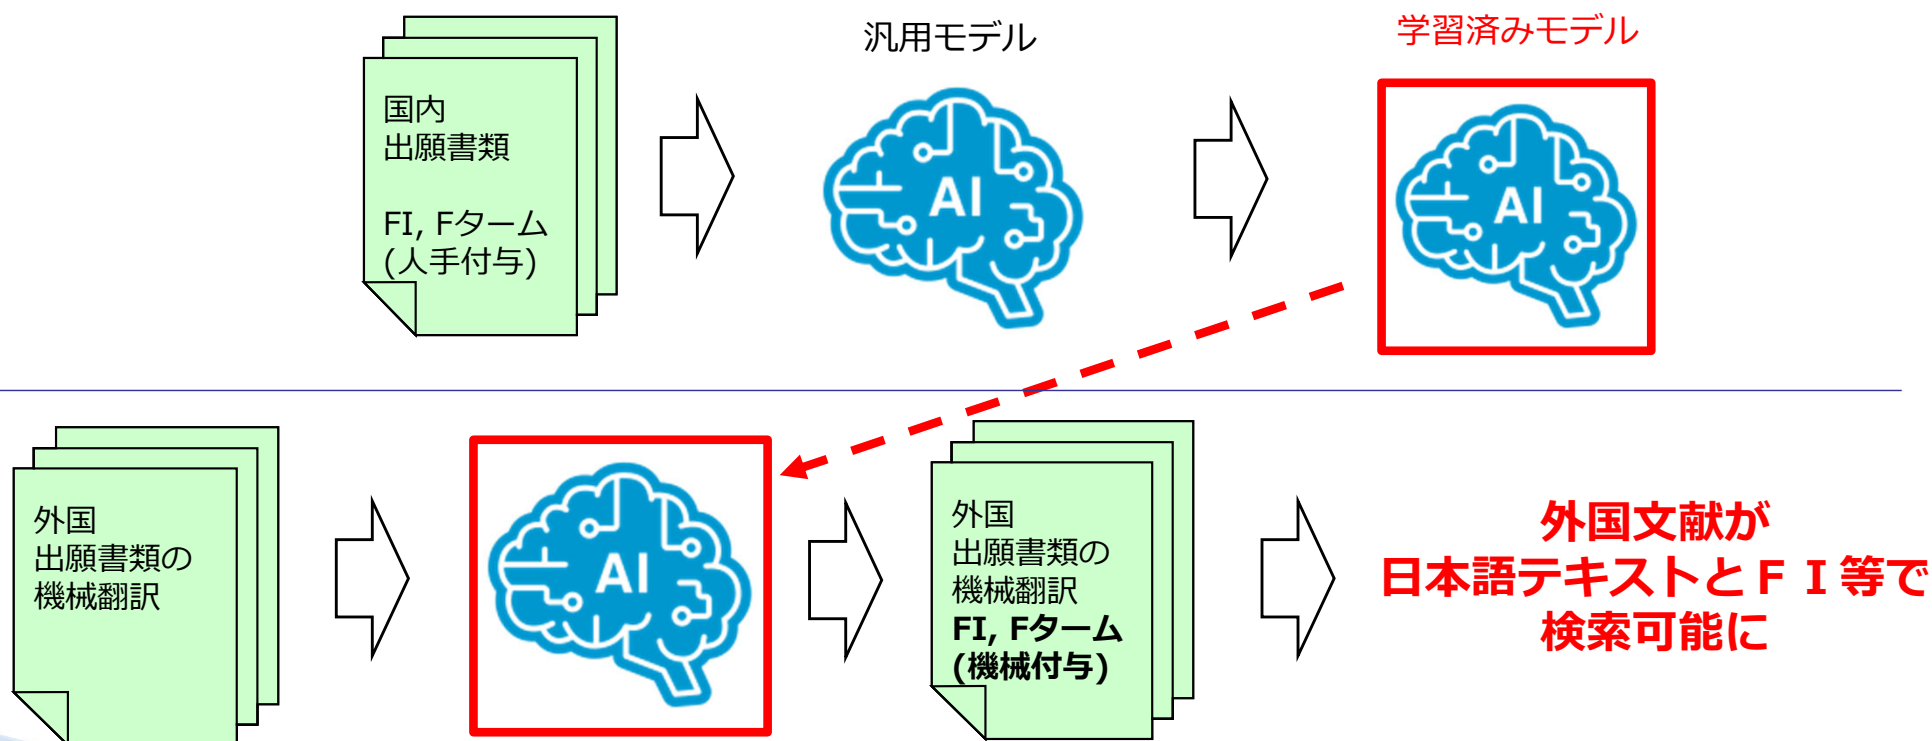 汎用モデル
学習済みモデル
国内
出願書類
FI, Fターム
(人手付与)
AI
AI
外国
出願書類の
機械翻訳
AI
外国
出願書類の
機械翻訳
FI, Fターム
(機械付与)
外国文献が
日本語テキストとＦＩ等で
検索可能に